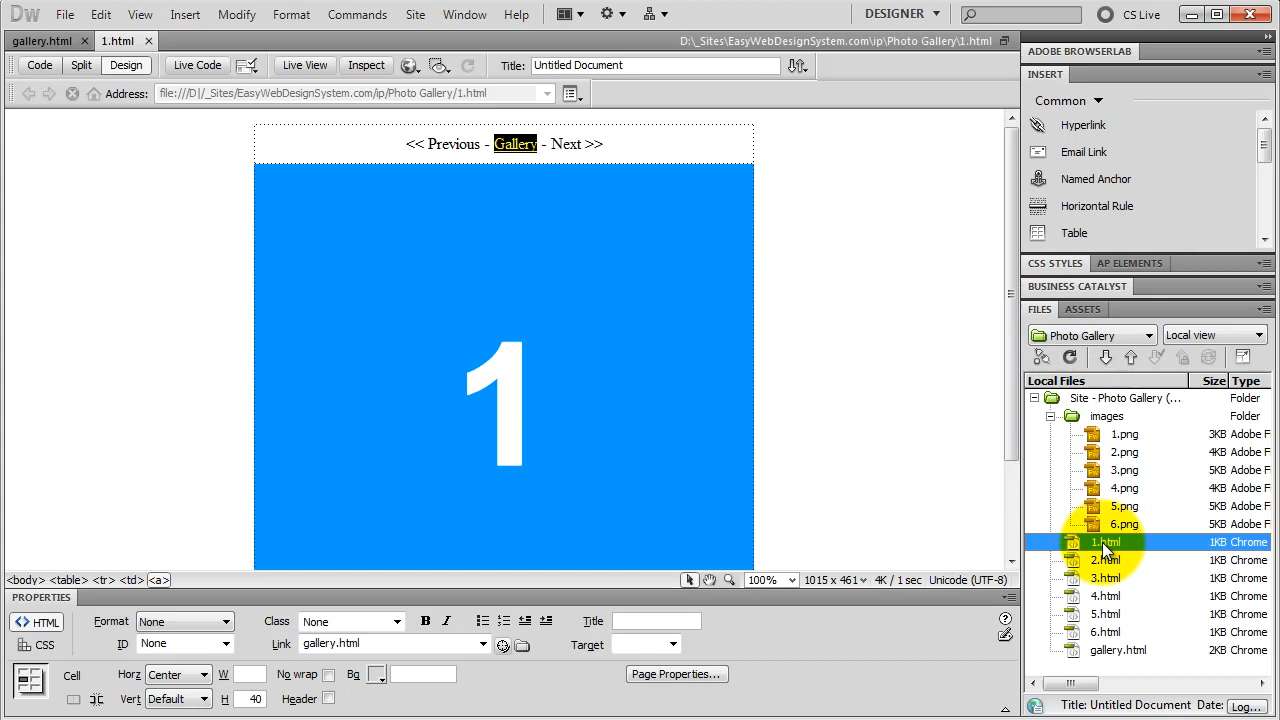 Dw File Edit View Insert Modify Format Commands Site Window Help DESIGNER CS Live
gallery.html 1.html D:\_Sites\EasyWebDesignSystem.com\ip\Photo Gallery\1.html
Code Split Design Live Code Live View Inspect Title: Untitled Document
Address: file:///D|/_Sites/EasyWebDesignSystem.com/ip/Photo Gallery/1.html
<< Previous - Gallery - Next >>
1
ADOBE BROWSERLAB
INSERT
Common
Hyperlink
Email Link
Named Anchor
Horizontal Rule
Table
CSS STYLES AP ELEMENTS
BUSINESS CATALYST
FILES ASSETS
Photo Gallery Local view
Local Files Size Type
Site - Photo Gallery (... Folder
images Folder
1.png 3KB Adobe Fi
2.png 4KB Adobe Fi
3.png 5KB Adobe Fi
4.png 4KB Adobe Fi
5.png 5KB Adobe Fi
6.png 5KB Adobe Fi
1.html 1KB Chrome
2.html 1KB Chrome
3.html 1KB Chrome
4.html 1KB Chrome
5.html 1KB Chrome
6.html 1KB Chrome
gallery.html 2KB Chrome
Title: Untitled Document Date: Log...
<body> <table> <tr> <td> <a> 100% 1015 x 461 4K / 1 sec Unicode (UTF-8)
PROPERTIES
<> HTML Format None Class None B I Title
CSS ID None Link gallery.html Target
Cell Horz Center W No wrap Bg Page Properties...
Vert Default H 40 Header